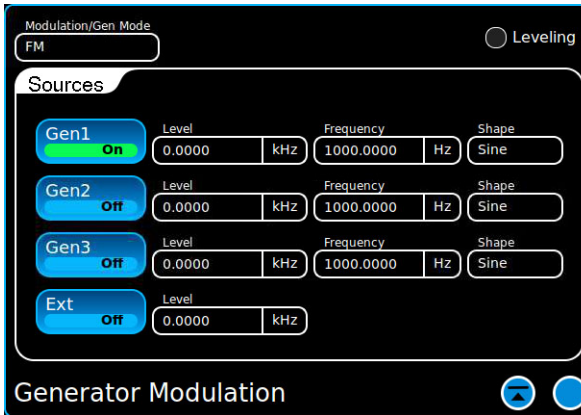 Modulation/Gen Mode
FM
Leveling
Sources
Gen1 On Level 0.0000 kHz Frequency 1000.0000 Hz Shape Sine
Gen2 Off Level 0.0000 kHz Frequency 1000.0000 Hz Shape Sine
Gen3 Off Level 0.0000 kHz Frequency 1000.0000 Hz Shape Sine
Ext Off Level 0.0000 kHz
Generator Modulation